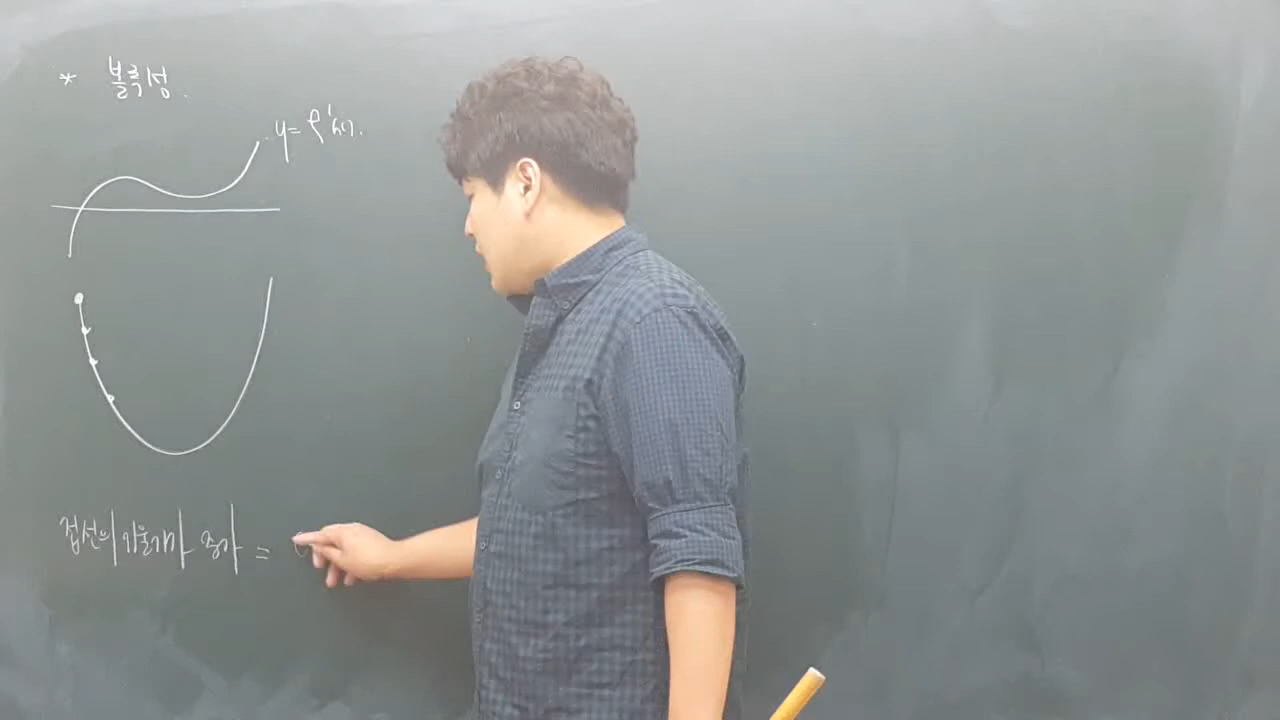 * 볼록성.
y = f'(x).
접선의 기울기가 증가 =